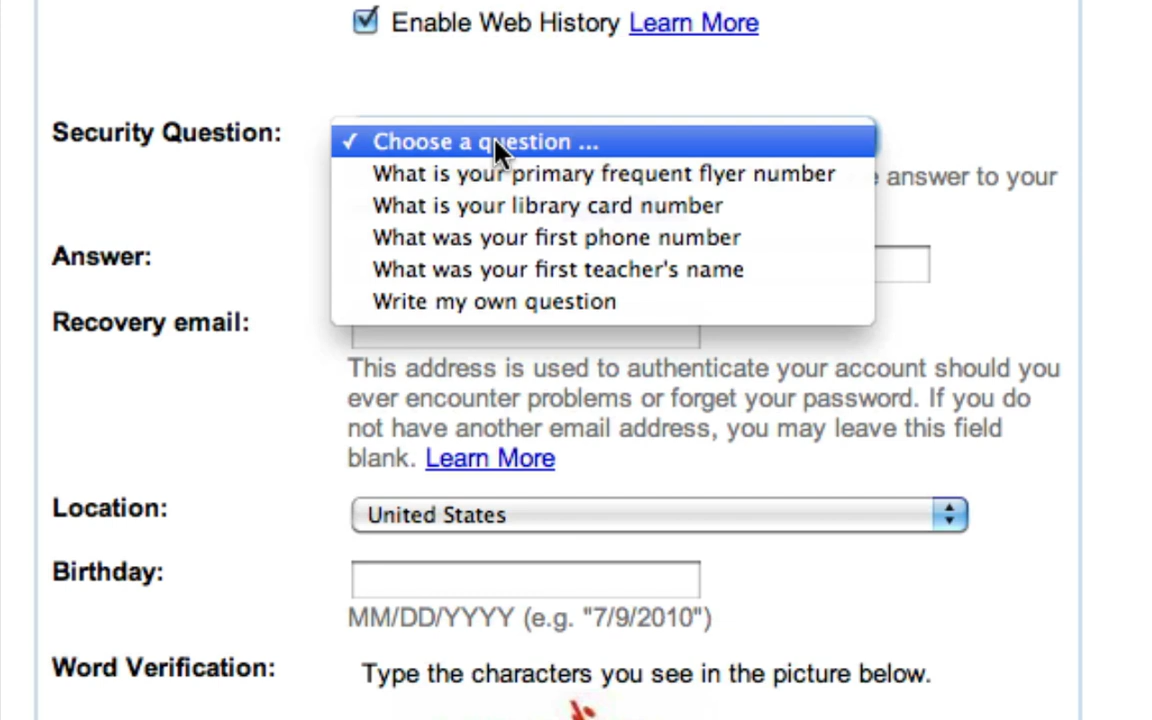 Enable Web History Learn More
Security Question:
✓ Choose a question ...
What is your primary frequent flyer number
answer to your
What is your library card number
What was your first phone number
Answer:
What was your first teacher's name
Write my own question
Recovery email:
This address is used to authenticate your account should you
ever encounter problems or forget your password. If you do
not have another email address, you may leave this field
blank. Learn More
Location:
United States
Birthday:
MM/DD/YYYY (e.g. "7/9/2010")
Word Verification:
Type the characters you see in the picture below.